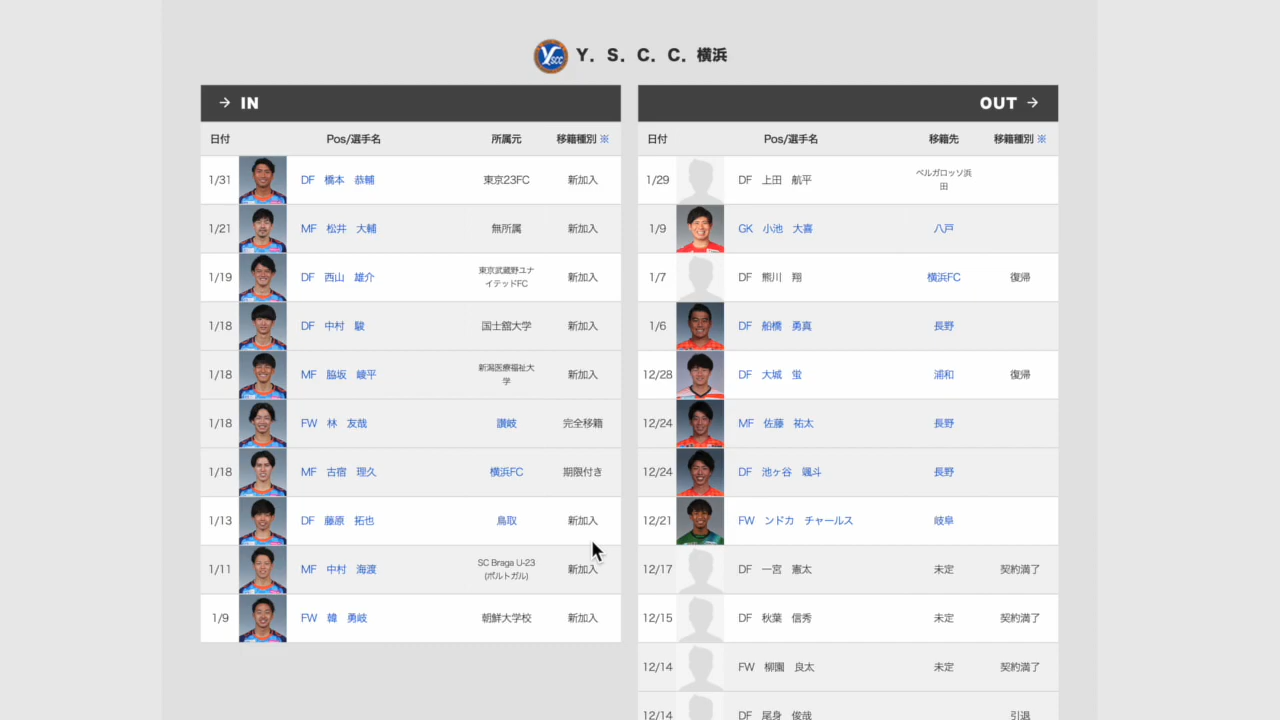 Y．S．C．C．横浜
→ IN
日付 Pos/選手名 所属元 移籍種別 ※
1/31 DF 橋本 恭輔 東京23FC 新加入
1/21 MF 松井 大輔 無所属 新加入
1/19 DF 西山 雄介 東京武蔵野ユナ
イテッドFC 新加入
1/18 DF 中村 駿 国士舘大学 新加入
1/18 MF 脇坂 崚平 新潟医療福祉大
学 新加入
1/18 FW 林 友哉 讃岐 完全移籍
1/18 MF 古宿 理久 横浜FC 期限付き
1/13 DF 藤原 拓也 鳥取 新加入
1/11 MF 中村 海渡 SC Braga U-23
(ポルトガル) 新加入
1/9 FW 韓 勇岐 朝鮮大学校 新加入
OUT →
日付 Pos/選手名 移籍先 移籍種別 ※
1/29 DF 上田 航平 ベルガロッソ浜
田
1/9 GK 小池 大喜 八戸
1/7 DF 熊川 翔 横浜FC 復帰
1/6 DF 船橋 勇真 長野
12/28 DF 大城 蛍 浦和 復帰
12/24 MF 佐藤 祐太 長野
12/24 DF 池ヶ谷 颯斗 長野
12/21 FW ンドカ チャールス 岐阜
12/17 DF 一宮 憲太 未定 契約満了
12/15 DF 秋葉 信秀 未定 契約満了
12/14 FW 柳園 良太 未定 契約満了
12/14 DF 尾身 俊哉 引退